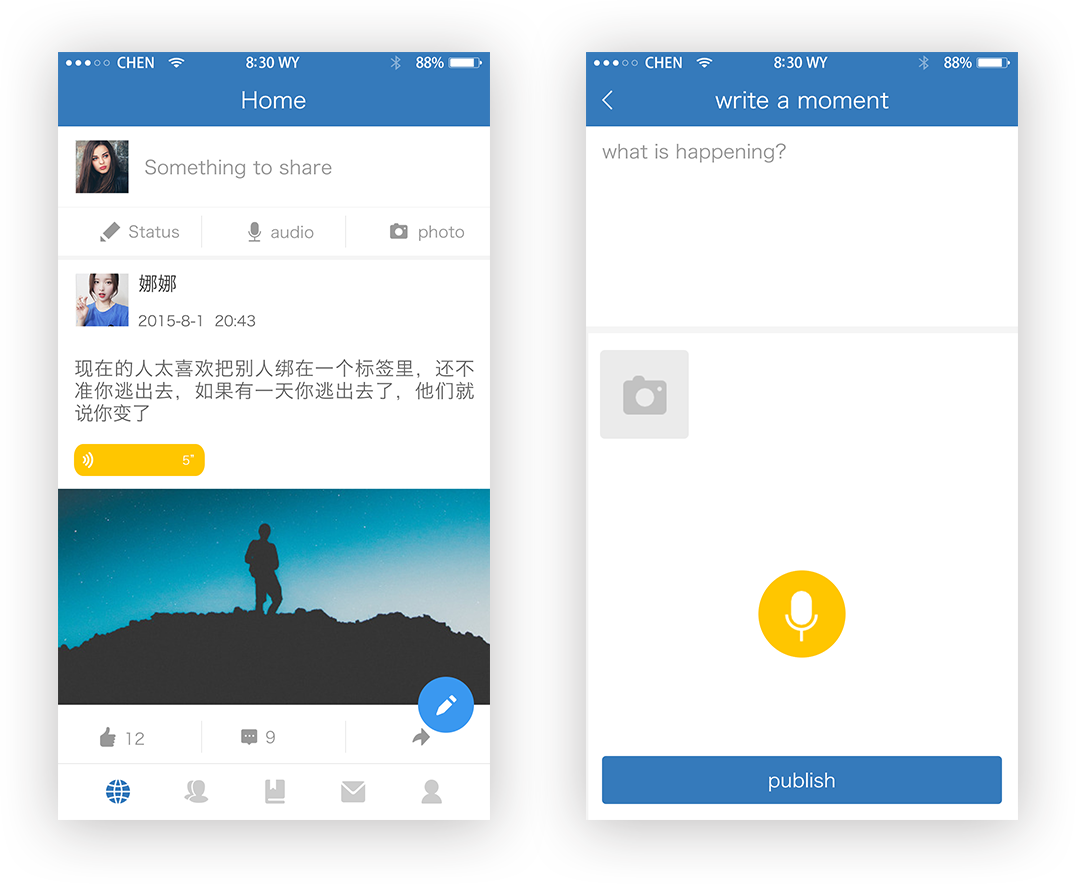 CHEN 8:30 WY 88%
Home
Something to share
Status audio photo
娜娜
2015-8-1 20:43
现在的人太喜欢把别人绑在一个标签里，还不
准你逃出去，如果有一天你逃出去了，他们就
说你变了
5"
12 9
CHEN 8:30 WY 88%
write a moment
what is happening?
publish